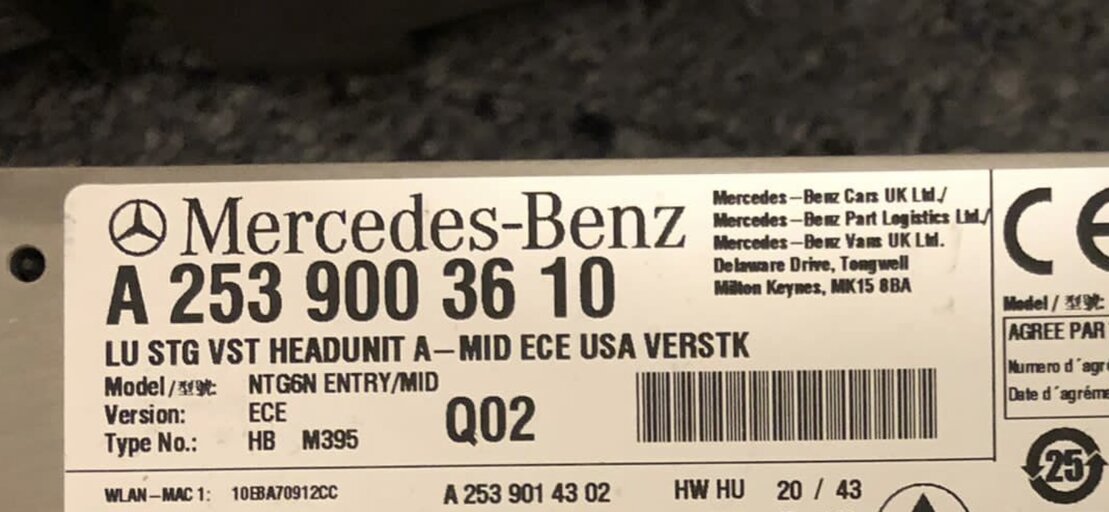 Mercedes-Benz
A 253 900 36 10
LU STG VST HEADUNIT A-MID ECE USA VERSTK
Model/型號: NTG6N ENTRY/MID
Version: ECE
Type No.: HB M395
Q02
Mercedes-Benz Cars UK Ltd./
Mercedes-Benz Part Logistics Ltd./
Mercedes-Benz Vans UK Ltd.
Delaware Drive, Tongwell
Milton Keynes, MK15 8BA
CE
Model / 型號:
AGREE PAR
Numero d´agré
Date d´agréme
25
WLAN-MAC 1: 10EBA70912CC
A 253 901 43 02
HW HU 20 / 43